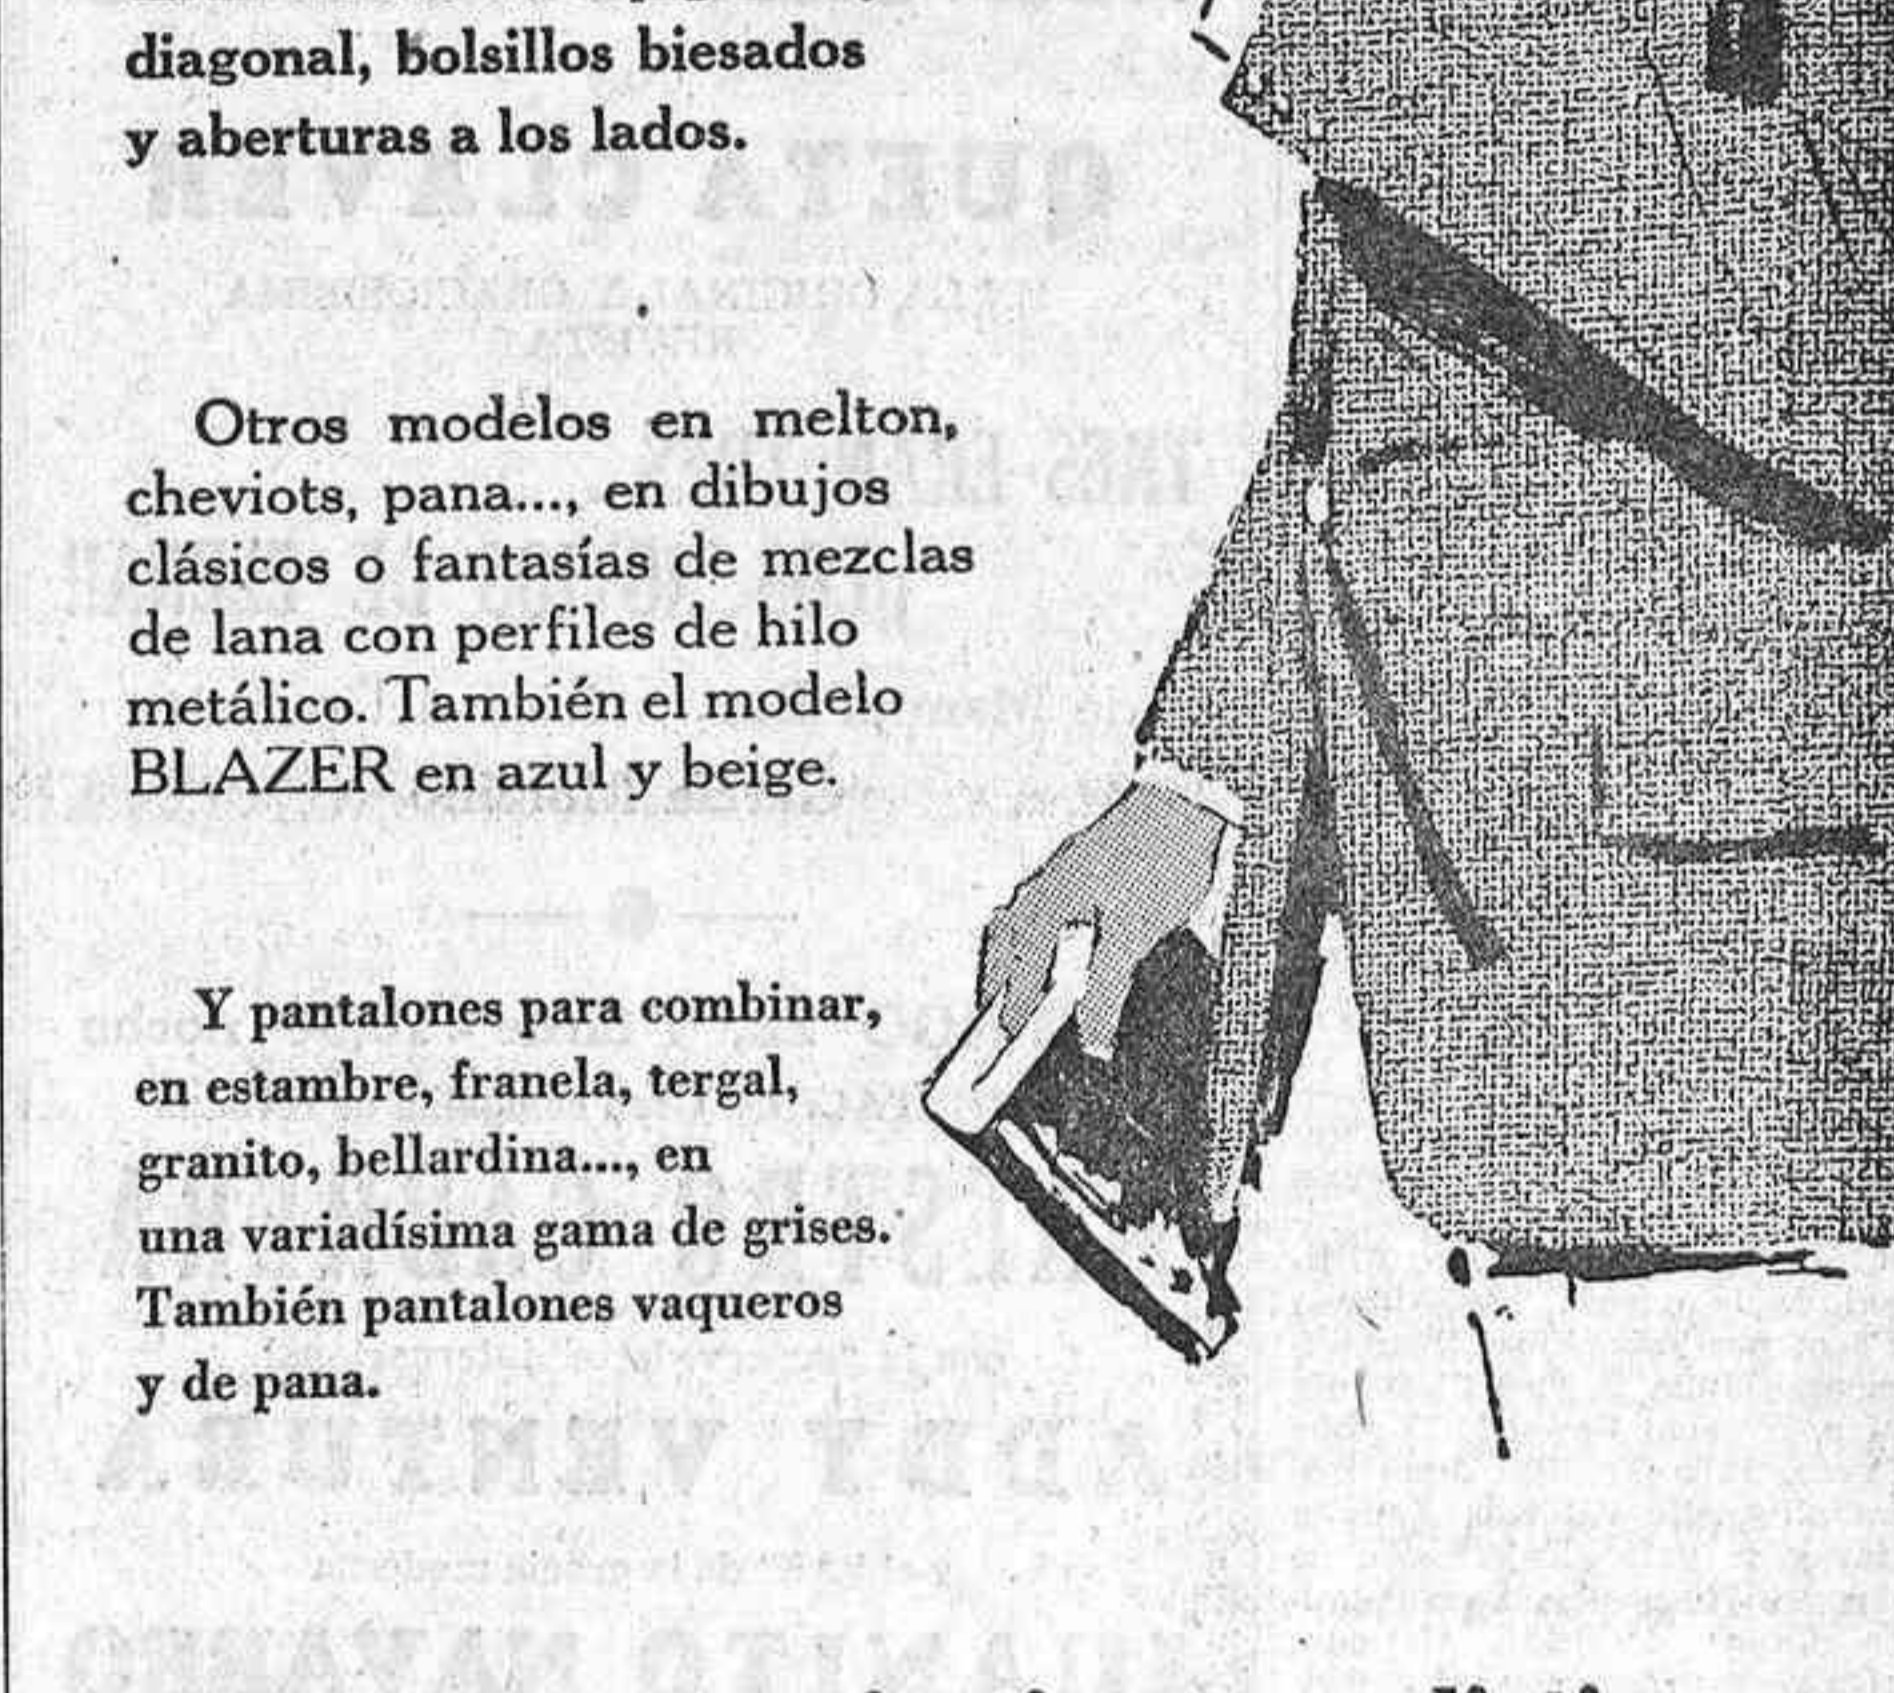 diagonal, bolsillos biesados
y aberturas a los lados.
Otros modelos en melton,
cheviots, pana..., en dibujos
clásicos o fantasías de mezclas
de lana con perfiles de hilo
metálico. También el modelo
BLAZER en azul y beige.
Y pantalones para combinar,
en estambre, franela, tergal,
granito, bellardina..., en
una variadísima gama de grises.
También pantalones vaqueros
y de pana.